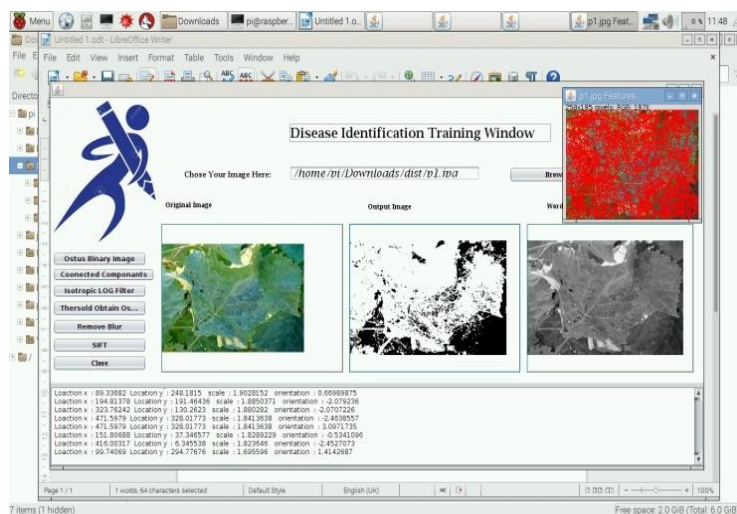 Menu
Downloads
pi@raspber..
Untitled 1.o..
p1.jpg Feat..
11:48
Untitled 1.odt - LibreOffice Writer
File Edit View Insert Format Table Tools Window Help
p1.jpg Features
pixels; RGB;
Directo
pi
Disease Identification Training Window
Chose Your Image Here:
/home/pi/Downloads/dist/p1.jpg
Brow
Original Image
Output Image
Word
Ostus Binary Image
Coonected Components
Isotropic LOG Filter
Thersold Obtain Os...
Remove Blur
SIFT
Close
Loaction x : 89.33682 Location y : 248.1815 scale : 1.9028152 orientation : 0.66989875
Loaction x : 194.81378 Location y : 191.46436 scale : 1.8850371 orientation : -2.079236
Loaction x : 323.76242 Location y : 130.2623 scale : 1.880282 orientation : -2.0707226
Loaction x : 471.5979 Location y : 328.01773 scale : 1.8413638 orientation : -2.4638557
Loaction x : 471.5979 Location y : 328.01773 scale : 1.8413638 orientation : 3.0971735
Loaction x : 151.80688 Location y : 37.346577 scale : 1.8289229 orientation : -0.5341096
Loaction x : 416.00317 Location y : 6.345538 scale : 1.823646 orientation : -2.4527073
Loaction x : 99.74069 Location y : 294.77676 scale : 1.695596 orientation : 1.4142687
Page 1 / 1
1 words, 64 characters selected
Default Style
English (UK)
100%
7 items (1 hidden)
Free space: 2.0 GiB (Total: 6.0 GiB